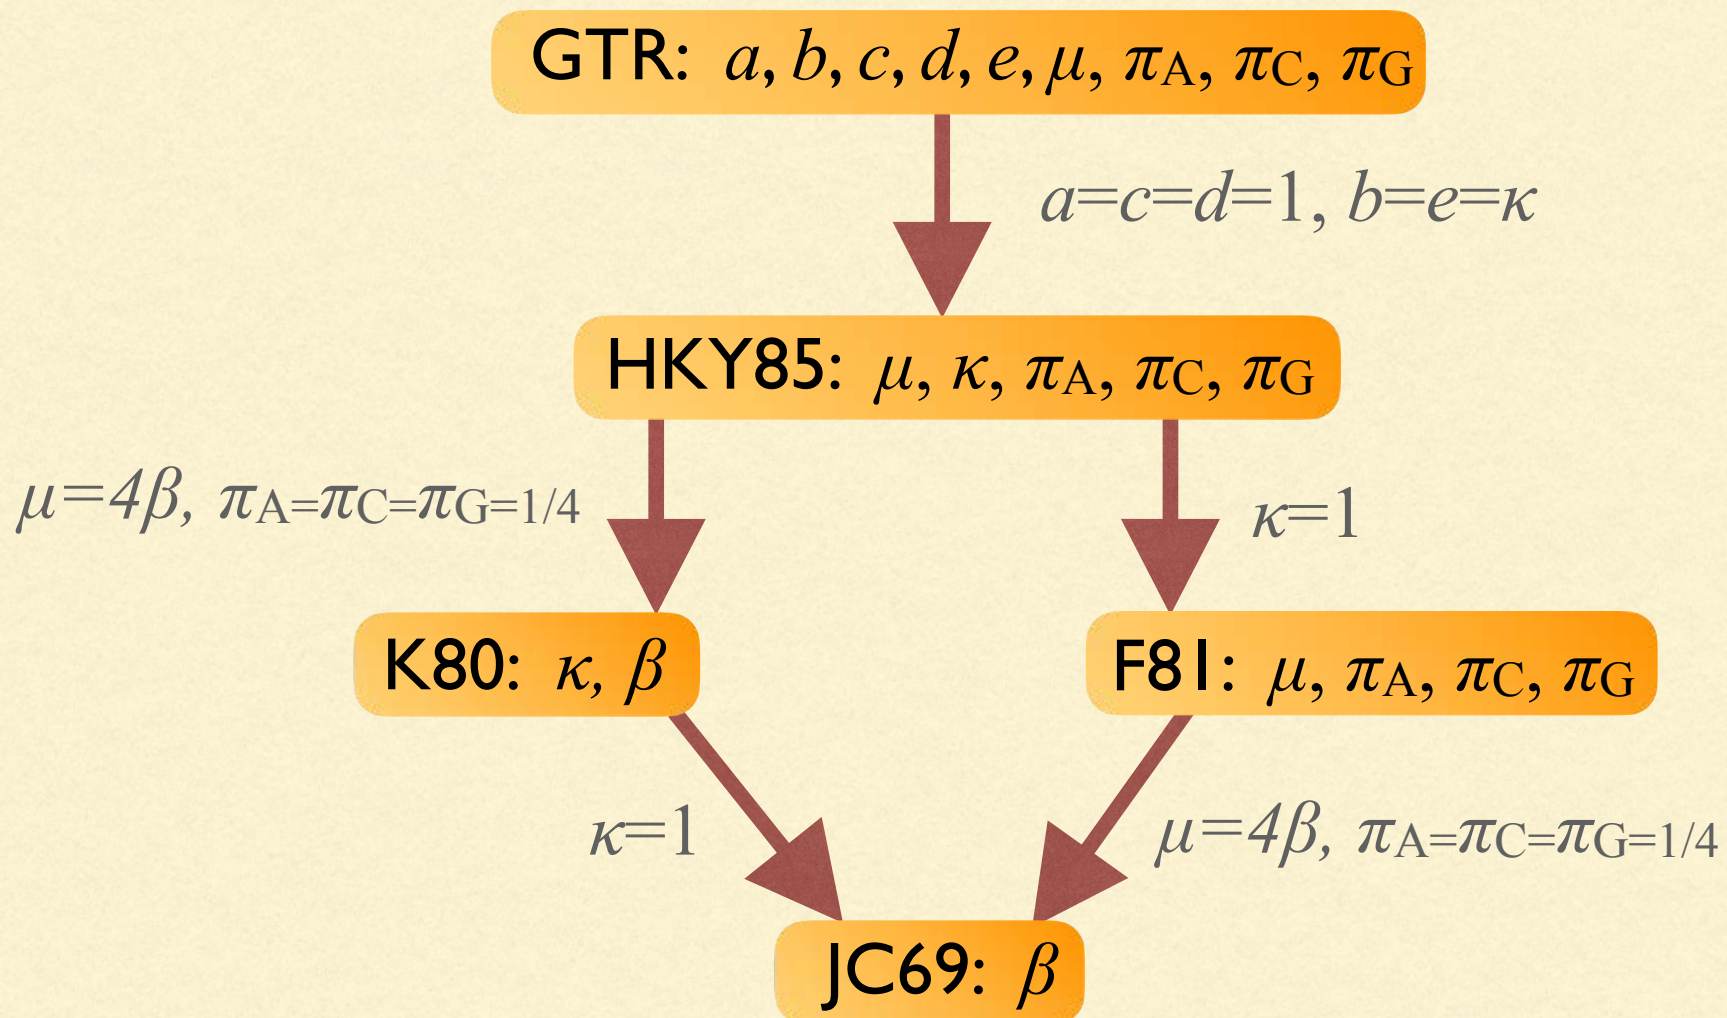 GTR: a, b, c, d, e, μ, πA, πC, πG
a=c=d=1, b=e=κ
HKY85: μ, κ, πA, πC, πG
μ=4β, πA=πC=πG=1/4
κ=1
K80: κ, β
F81: μ, πA, πC, πG
κ=1
μ=4β, πA=πC=πG=1/4
JC69: β